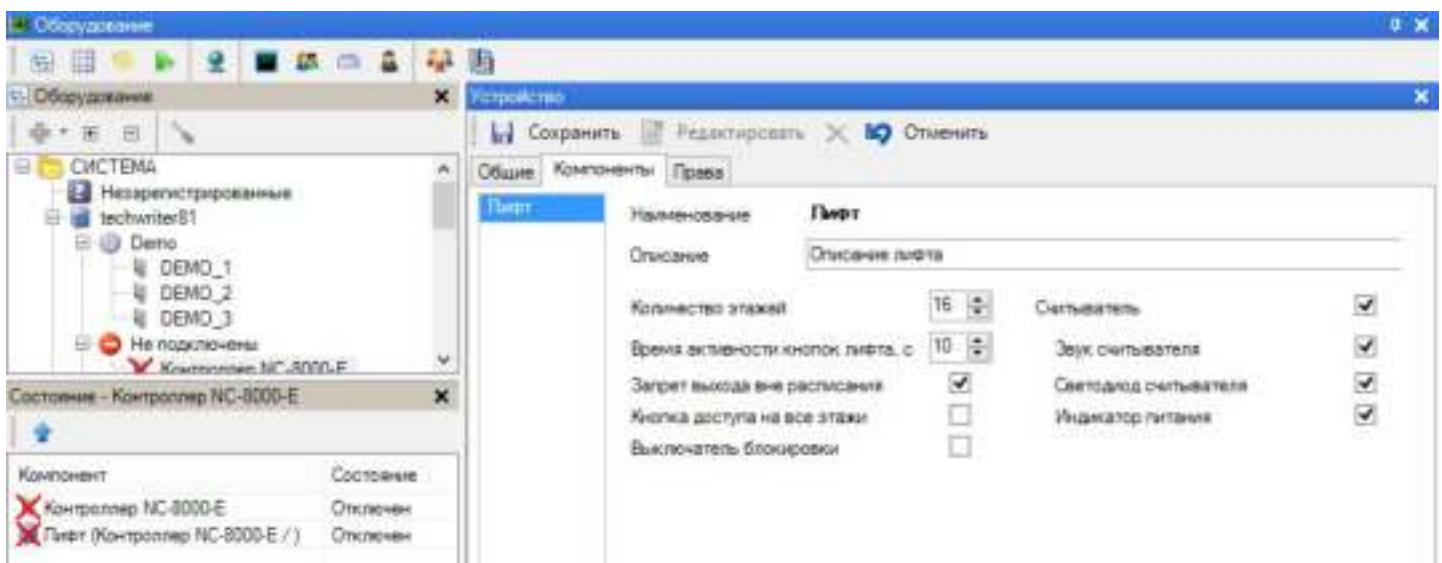 Оборудование
Оборудование
СИСТЕМА
Незарегистрированные
techwriter81
Demo
DEMO_1
DEMO_2
DEMO_3
Не подключены
Контроллер NC-8000-E
Состояние - Контроллер NC-8000-E
Компонент Состояние
Контроллер NC-8000-E Отключен
Лифт (Контроллер NC-8000-E / ) Отключен
Устройство
Сохранить Редактировать Отменить
Общие Компоненты Права
Лифт
Наименование Лифт
Описание Описание лифта
Количество этажей 16 Считыватель
Время активности кнопок лифта, с 10 Звук считывателя
Запрет выхода вне расписания Светодиод считывателя
Кнопка доступа на все этажи Индикатор питания
Выключатель блокировки